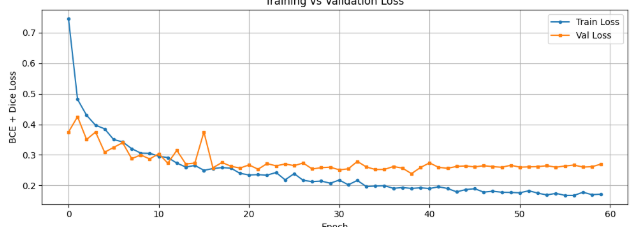 Training vs Validation Loss
BCE + Dice Loss
0.7
0.6
0.5
0.4
0.3
0.2
Train Loss
Val Loss
0 10 20 30 40 50 60
Epoch